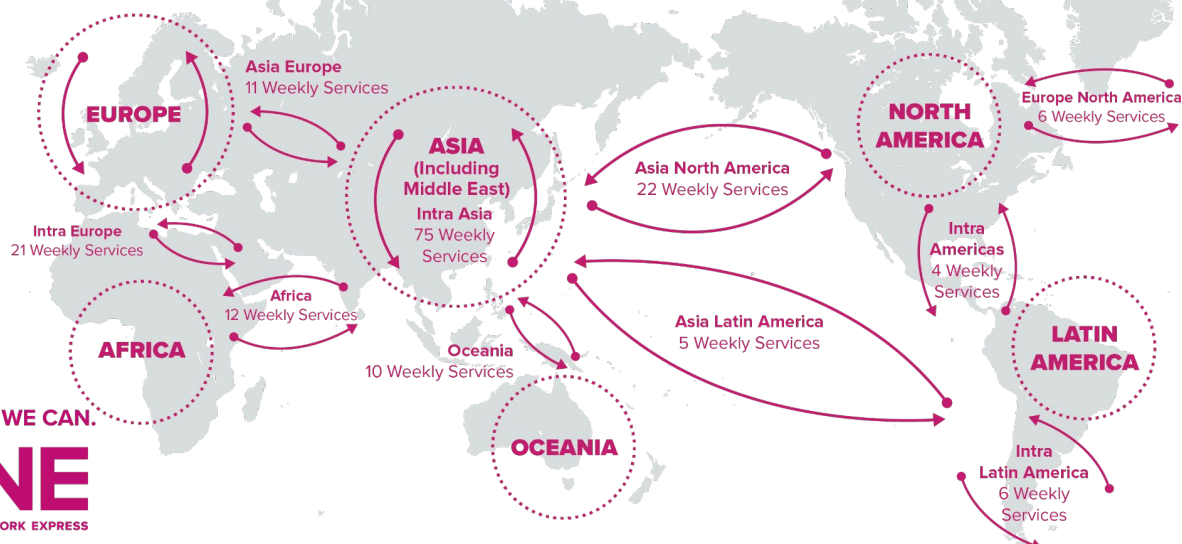 EUROPE
Asia Europe
11 Weekly Services
ASIA
(Including
Middle East)
Intra Asia
75 Weekly
Services
Asia North America
22 Weekly Services
NORTH
AMERICA
Europe North America
6 Weekly Services
Intra Europe
21 Weekly Services
Intra
Americas
4 Weekly
Services
Africa
12 Weekly Services
AFRICA
Oceania
10 Weekly Services
Asia Latin America
5 Weekly Services
LATIN
AMERICA
OCEANIA
WE CAN.
NE
ORK EXPRESS
Intra
Latin America
6 Weekly
Services